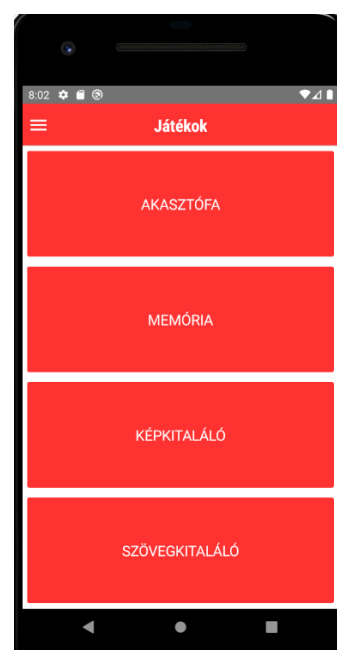 8:02
Játékok
AKASZTÓFA
MEMÓRIA
KÉPKITALÁLÓ
SZÖVEGKITALÁLÓ